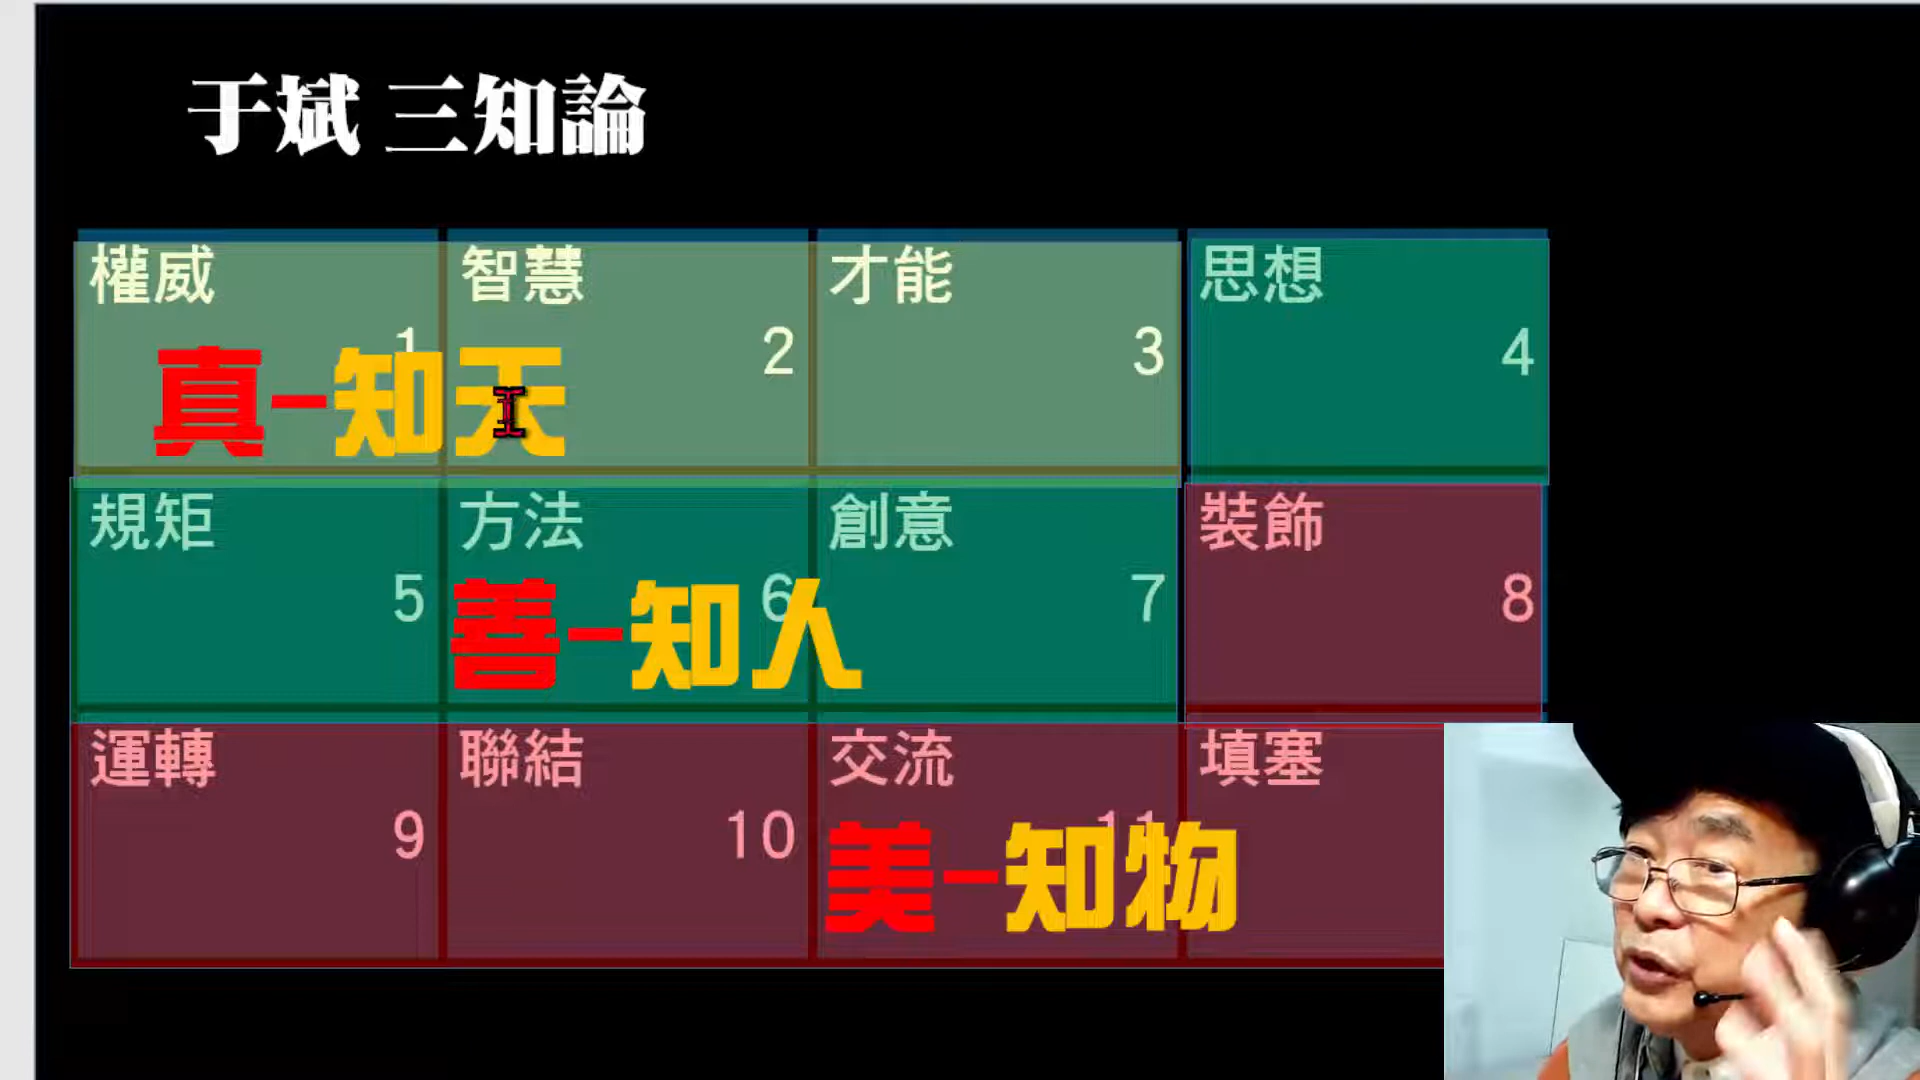 于斌 三知論
權威 智慧 才能 思想
1 2 3 4
真-知天
規矩 方法 創意 裝飾
5 6 7 8
善-知人
運轉 聯結 交流 填塞
9 10 11
美-知物